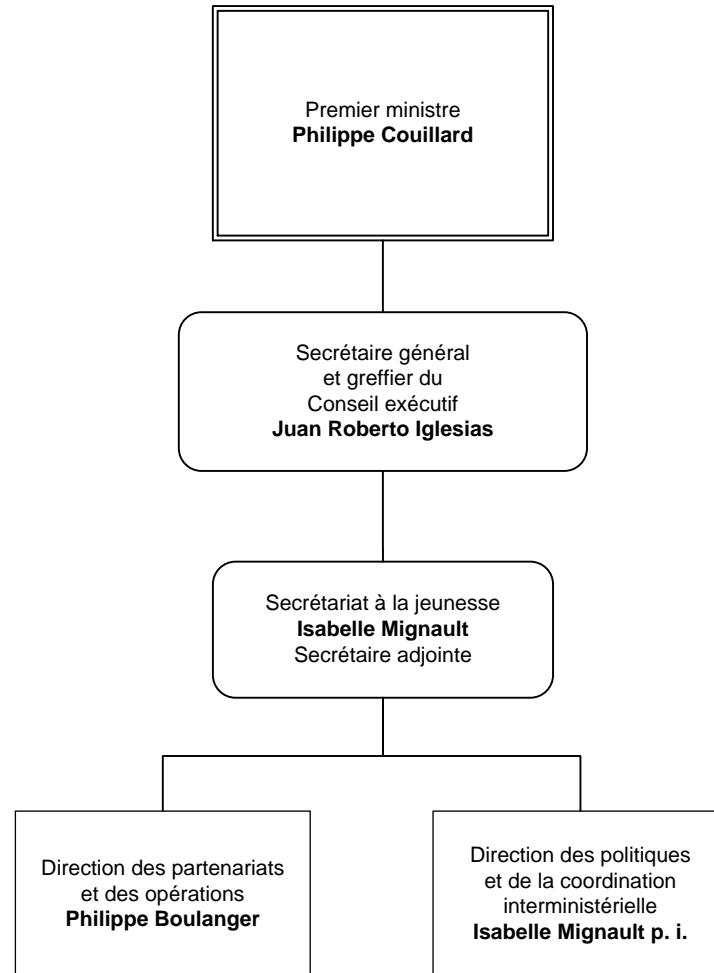 Premier ministre
Philippe Couillard
Secrétaire général
et greffier du
Conseil exécutif
Juan Roberto Iglesias
Secrétariat à la jeunesse
Isabelle Mignault
Secrétaire adjointe
Direction des partenariats
et des opérations
Philippe Boulanger
Direction des politiques
et de la coordination
interministérielle
Isabelle Mignault p. i.